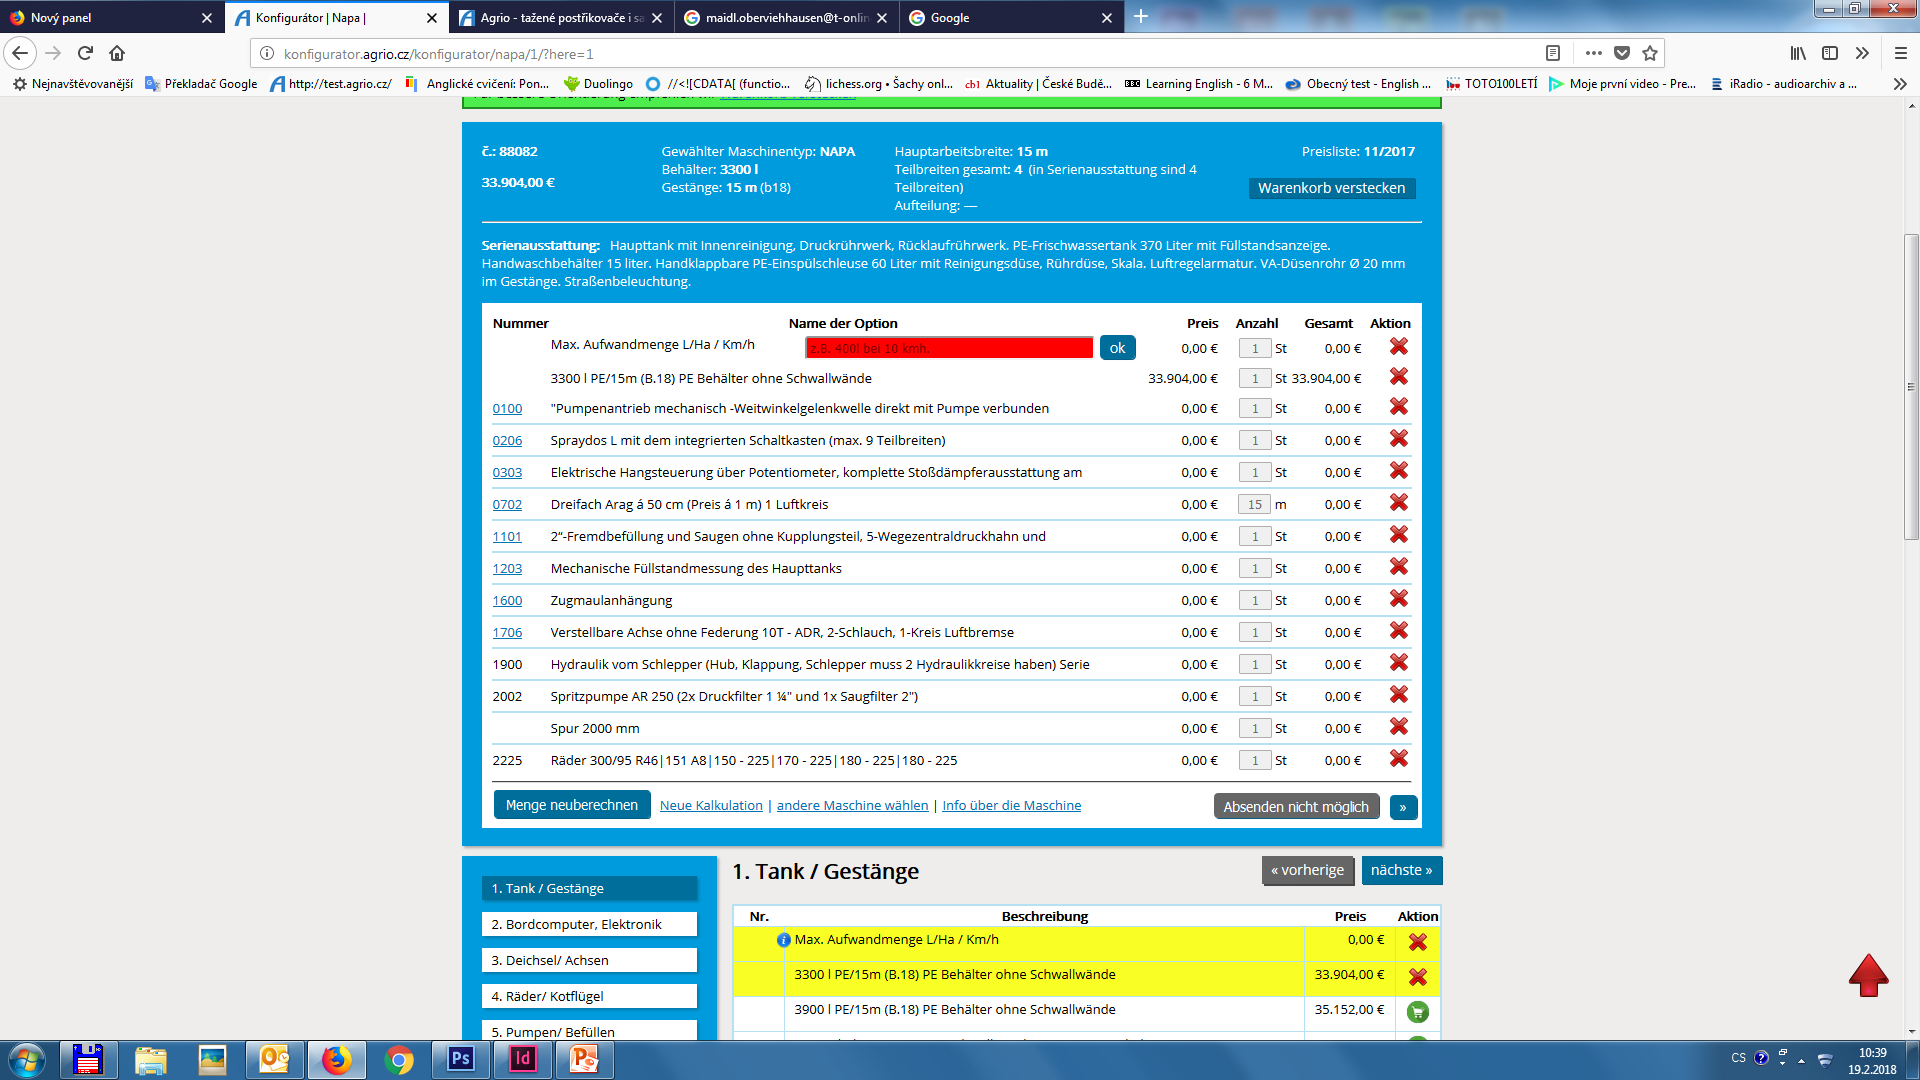 Nový panel
Konfigurátor | Napa |
Agrio - tažené postřikovače i sa
maidl.oberviehhausen@t-onlin
Google
konfigurator.agrio.cz/konfigurator/napa/1/?here=1
Nejnavštěvovanější
Překladač Google
http://test.agrio.cz/
Anglické cvičení: Pon...
Duolingo
//<![CDATA[ (functio...
lichess.org • Šachy onl...
Aktuality | České Budě...
Learning English - 6 M...
Obecný test - English ...
TOTO100LETÍ
Moje první video - Pre...
iRadio - audioarchiv a ...
č.: 88082
33.904,00 €
Gewählter Maschinentyp: NAPA
Behälter: 3300 l
Gestänge: 15 m (b18)
Hauptarbeitsbreite: 15 m
Teilbreiten gesamt: 4 (in Serienausstattung sind 4
Teilbreiten)
Aufteilung: —
Preisliste: 11/2017
Warenkorb verstecken
Serienausstattung: Haupttank mit Innenreinigung, Druckrührwerk, Rücklaufrührwerk. PE-Frischwassertank 370 Liter mit Füllstandsanzeige.
Handwaschbehälter 15 liter. Handklappbare PE-Einspülschleuse 60 Liter mit Reinigungsdüse, Rührdüse, Skala. Luftregelarmatur. VA-Düsenrohr Ø 20 mm
im Gestänge. Straßenbeleuchtung.
Nummer Name der Option Preis Anzahl Gesamt Aktion
Max. Aufwandmenge L/Ha / Km/h z.B. 400l bei 10 kmh. ok 0,00 € 1 St 0,00 €
3300 l PE/15m (B.18) PE Behälter ohne Schwallwände 33.904,00 € 1 St 33.904,00 €
0100 "Pumpenantrieb mechanisch -Weitwinkelgelenkwelle direkt mit Pumpe verbunden 0,00 € 1 St 0,00 €
0206 Spraydos L mit dem integrierten Schaltkasten (max. 9 Teilbreiten) 0,00 € 1 St 0,00 €
0303 Elektrische Hangsteuerung über Potentiometer, komplette Stoßdämpferausstattung am 0,00 € 1 St 0,00 €
0702 Dreifach Arag á 50 cm (Preis á 1 m) 1 Luftkreis 0,00 € 15 m 0,00 €
1101 2“-Fremdbefüllung und Saugen ohne Kupplungsteil, 5-Wegezentraldruckhahn und 0,00 € 1 St 0,00 €
1203 Mechanische Füllstandmessung des Haupttanks 0,00 € 1 St 0,00 €
1600 Zugmaulanhängung 0,00 € 1 St 0,00 €
1706 Verstellbare Achse ohne Federung 10T - ADR, 2-Schlauch, 1-Kreis Luftbremse 0,00 € 1 St 0,00 €
1900 Hydraulik vom Schlepper (Hub, Klappung, Schlepper muss 2 Hydraulikkreise haben) Serie 0,00 € 1 St 0,00 €
2002 Spritzpumpe AR 250 (2x Druckfilter 1 ¼" und 1x Saugfilter 2") 0,00 € 1 St 0,00 €
Spur 2000 mm 0,00 € 1 St 0,00 €
2225 Räder 300/95 R46|151 A8|150 - 225|170 - 225|180 - 225|180 - 225 0,00 € 1 St 0,00 €
Menge neuberechnen Neue Kalkulation | andere Maschine wählen | Info über die Maschine Absenden nicht möglich »
1. Tank / Gestänge
2. Bordcomputer, Elektronik
3. Deichsel/ Achsen
4. Räder/ Kotflügel
5. Pumpen/ Befüllen
1. Tank / Gestänge « vorherige nächste »
Nr. Beschreibung Preis Aktion
Max. Aufwandmenge L/Ha / Km/h 0,00 €
3300 l PE/15m (B.18) PE Behälter ohne Schwallwände 33.904,00 €
3900 l PE/15m (B.18) PE Behälter ohne Schwallwände 35.152,00 €
Ps
Id
CS
10:39
19.2.2018